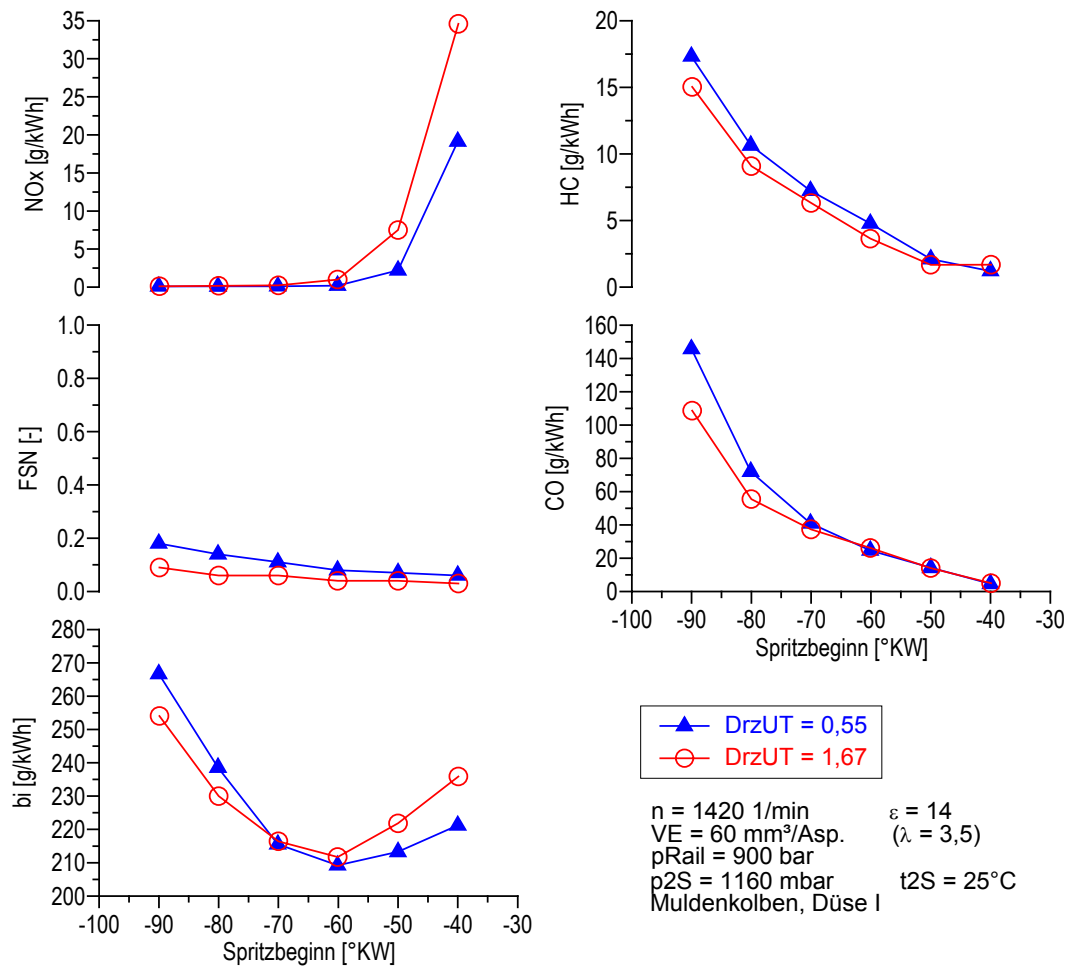 NOx [g/kWh]
35
30
25
20
15
10
5
0
HC [g/kWh]
20
15
10
5
0
FSN [-]
1.0
0.8
0.6
0.4
0.2
0.0
CO [g/kWh]
160
140
120
100
80
60
40
20
0
-100 -90 -80 -70 -60 -50 -40 -30
Spritzbeginn [°KW]
bi [g/kWh]
280
270
260
250
240
230
220
210
200
-100 -90 -80 -70 -60 -50 -40 -30
Spritzbeginn [°KW]
DrzUT = 0,55
DrzUT = 1,67
n = 1420 1/min ε = 14
VE = 60 mm³/Asp. (λ = 3,5)
pRail = 900 bar
p2S = 1160 mbar t2S = 25°C
Muldenkolben, Düse I